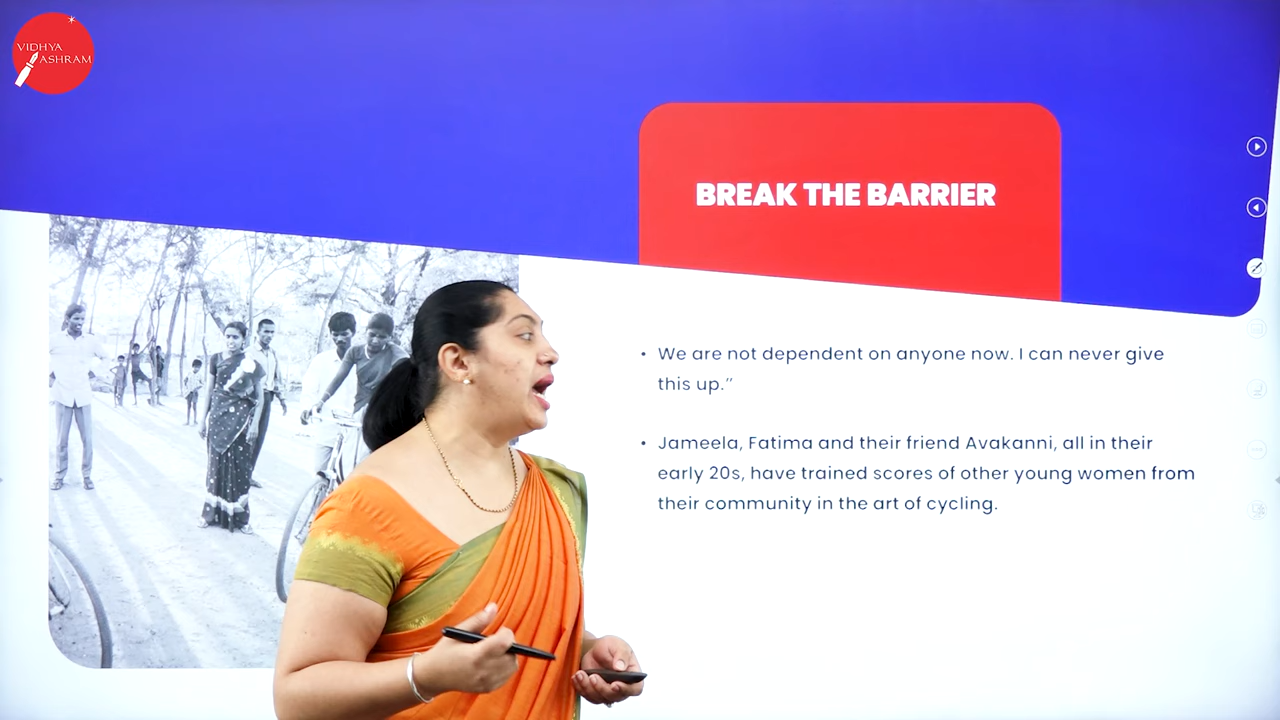 VIDHYA
ASHRAM
BREAK THE BARRIER
• We are not dependent on anyone now. I can never give
this up.”
• Jameela, Fatima and their friend Avakanni, all in their
early 20s, have trained scores of other young women from
their community in the art of cycling.